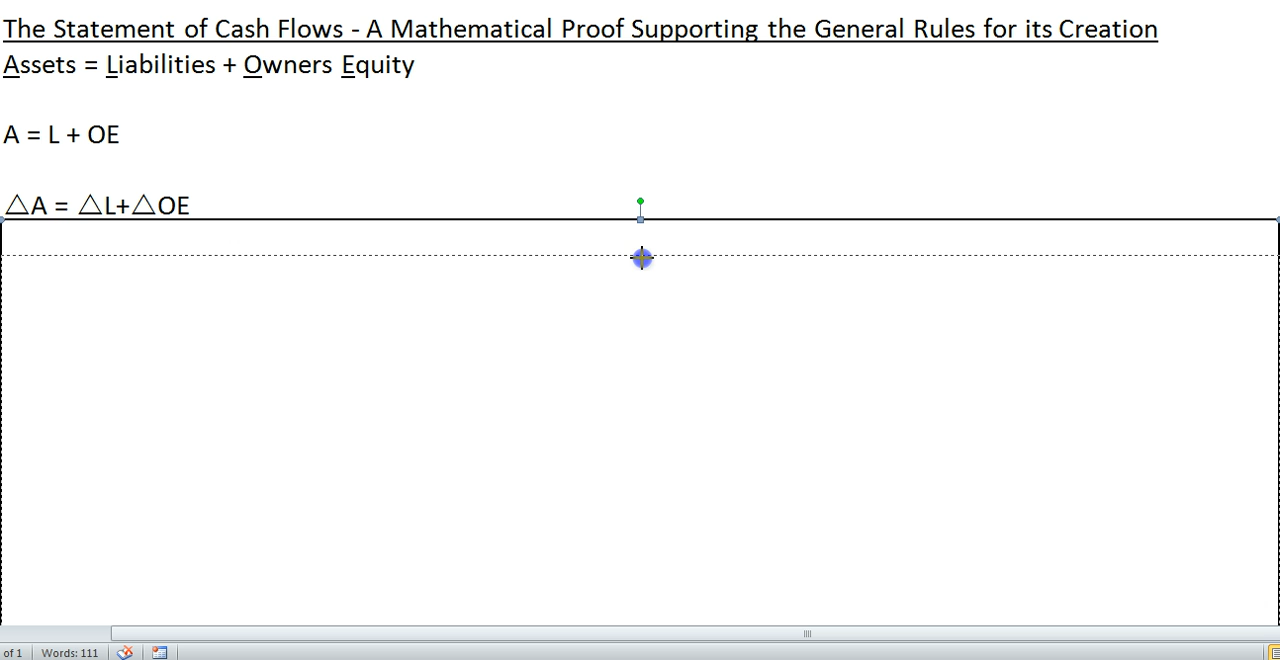 The Statement of Cash Flows - A Mathematical Proof Supporting the General Rules for its Creation
Assets = Liabilities + Owners Equity
A = L + OE
△A = △L+△OE
of 1 Words: 111